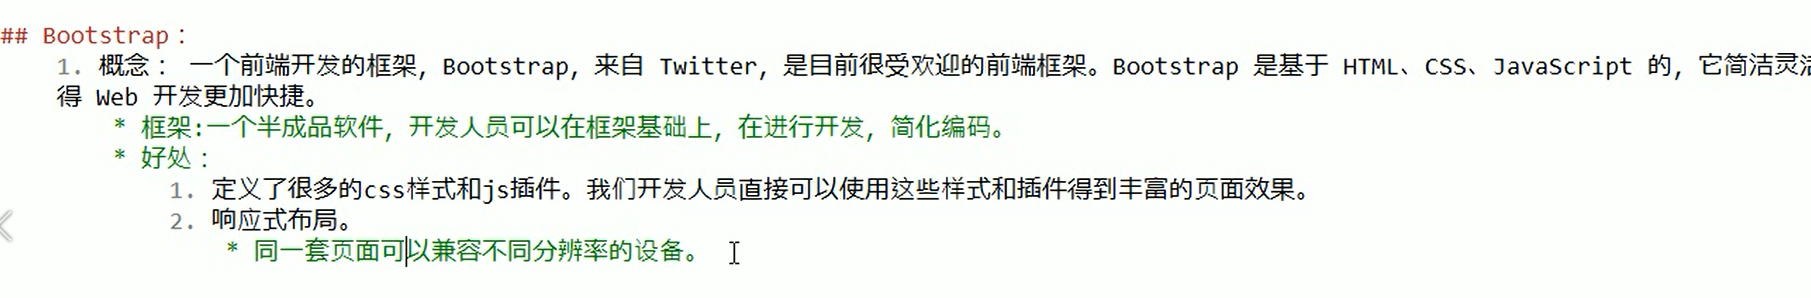 ## Bootstrap：
1. 概念： 一个前端开发的框架，Bootstrap，来自 Twitter，是目前很受欢迎的前端框架。Bootstrap 是基于 HTML、CSS、JavaScript 的，它简洁灵活
得 Web 开发更加快捷。
* 框架:一个半成品软件，开发人员可以在框架基础上，在进行开发，简化编码。
* 好处：
1. 定义了很多的css样式和js插件。我们开发人员直接可以使用这些样式和插件得到丰富的页面效果。
2. 响应式布局。
* 同一套页面可以兼容不同分辨率的设备。